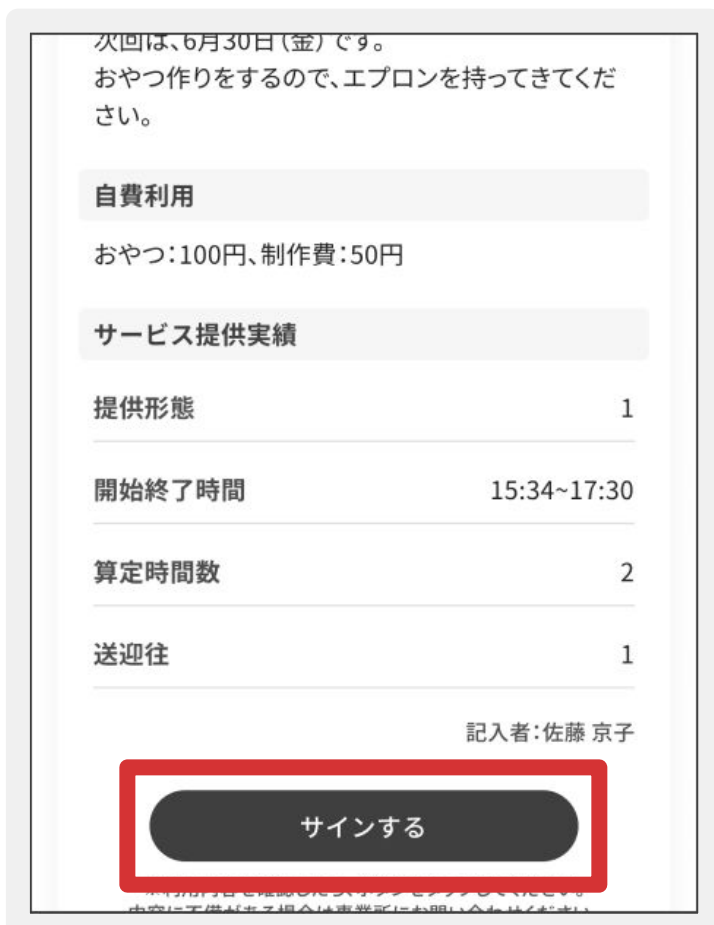 次回は、6月30日(金)です。
おやつ作りをするので、エプロンを持ってきてくだ
さい。
自費利用
おやつ:100円、制作費:50円
サービス提供実績
提供形態 1
開始終了時間 15:34~17:30
算定時間数 2
送迎往 1
記入者:佐藤 京子
サインする